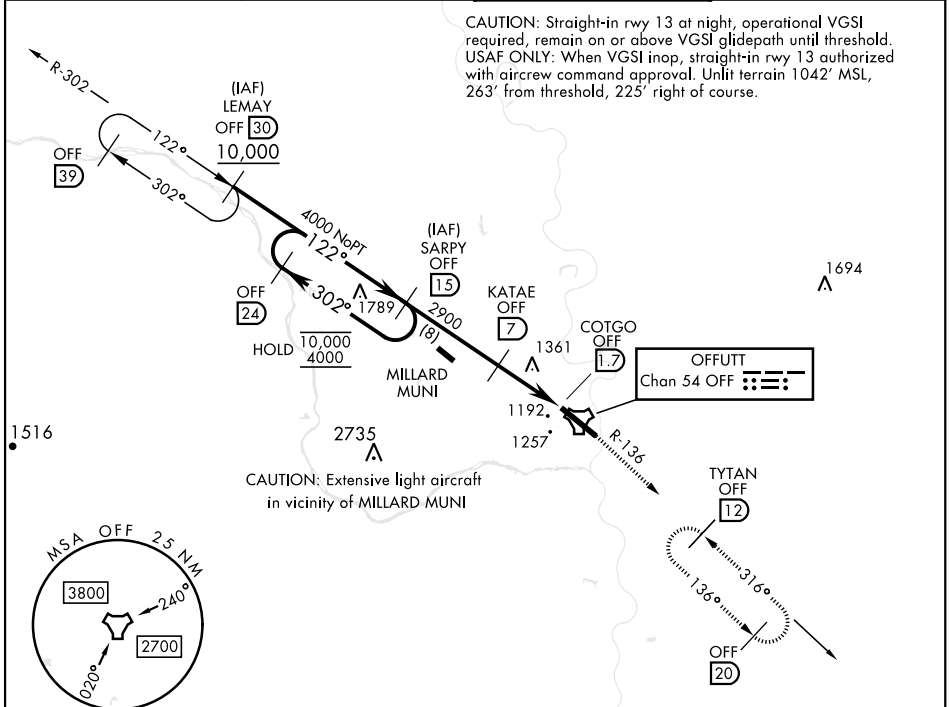 CAUTION: Straight-in rwy 13 at night, operational VGSI
required, remain on or above VGSI glidepath until threshold.
USAF ONLY: When VGSI inop, straight-in rwy 13 authorized
with aircrew command approval. Unlit terrain 1042' MSL,
263' from threshold, 225' right of course.
R-302
(IAF)
LEMAY
OFF 30
10,000
122°
302°
OFF
39
4000 NoPT
122°
302°
(IAF)
SARPY
OFF
15
OFF
24
1789
2900
(8)
HOLD 10,000
4000
MILLARD
MUNI
KATAE
OFF
7
1361
COTGO
OFF
1.7
1694
OFFUTT
Chan 54 OFF
1192
1257
R-136
1516
2735
CAUTION: Extensive light aircraft
in vicinity of MILLARD MUNI
TYTAN
OFF
12
316°
136°
OFF
20
MSA OFF 25 NM
3800
240°
2700
020°